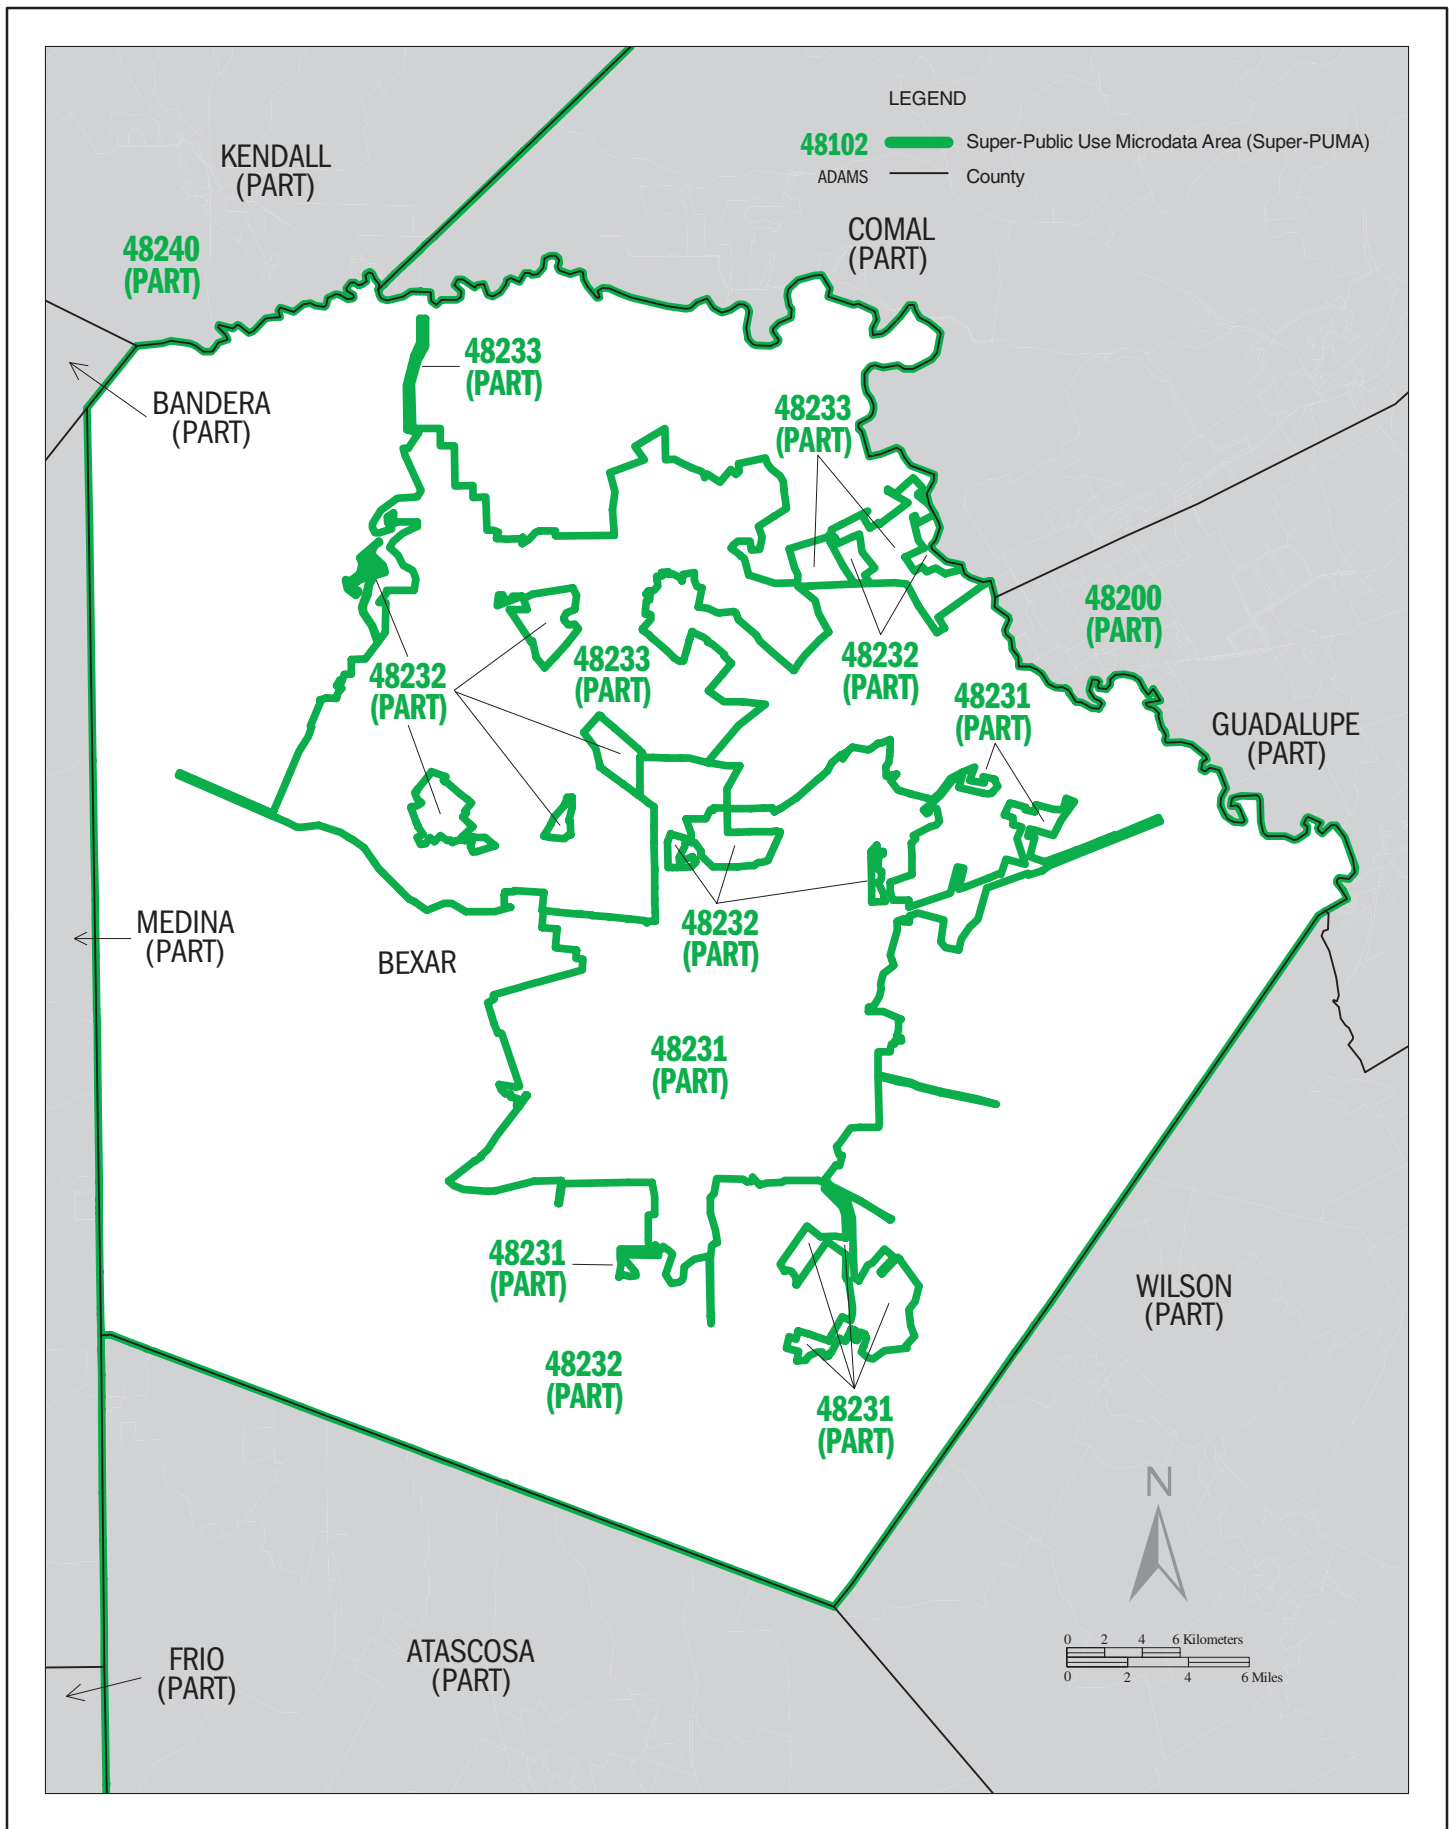 LEGEND
48102
Super-Public Use Microdata Area (Super-PUMA)
ADAMS
County
KENDALL
(PART)
COMAL
(PART)
48240
(PART)
48233
(PART)
BANDERA
(PART)
48233
(PART)
48200
(PART)
48232
(PART)
48233
(PART)
48232
(PART)
48231
(PART)
GUADALUPE
(PART)
MEDINA
(PART)
BEXAR
48232
(PART)
48231
(PART)
48231
(PART)
WILSON
(PART)
48232
(PART)
48231
(PART)
N
0 2 4 6 Kilometers
0 2 4 6 Miles
FRIO
(PART)
ATASCOSA
(PART)